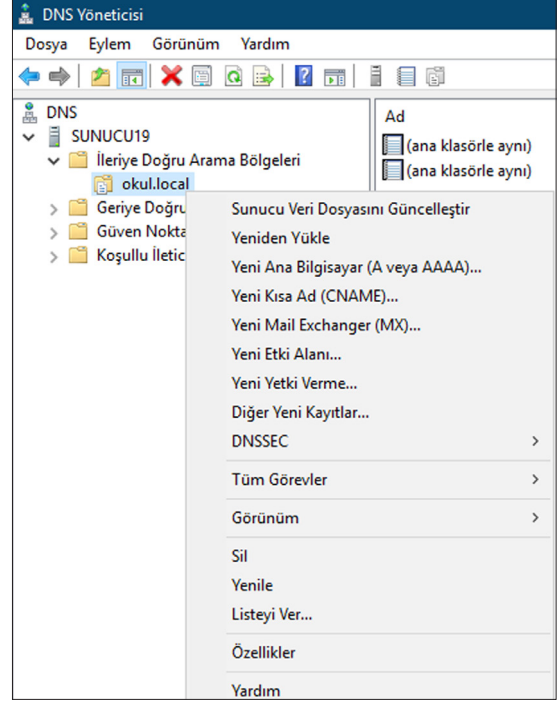 DNS Yöneticisi
Dosya Eylem Görünüm Yardım
DNS
SUNUCU19
İleriye Doğru Arama Bölgeleri
okul.local
Geriye Doğru
Güven Nokta
Koşullu İletic
Ad
(ana klasörle aynı)
(ana klasörle aynı)
Sunucu Veri Dosyasını Güncelleştir
Yeniden Yükle
Yeni Ana Bilgisayar (A veya AAAA)...
Yeni Kısa Ad (CNAME)...
Yeni Mail Exchanger (MX)...
Yeni Etki Alanı...
Yeni Yetki Verme...
Diğer Yeni Kayıtlar...
DNSSEC
Tüm Görevler
Görünüm
Sil
Yenile
Listeyi Ver...
Özellikler
Yardım